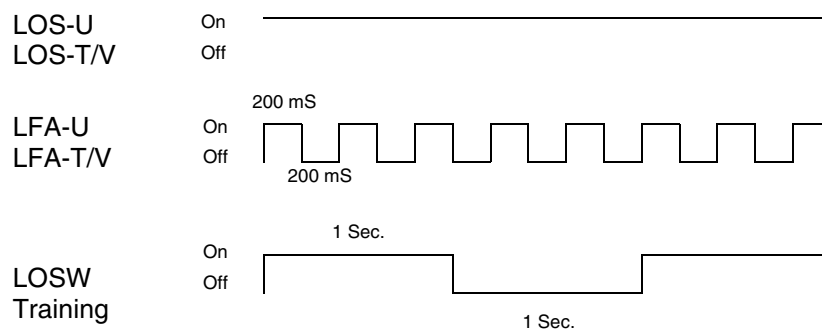 LOS-U On
LOS-T/V Off
200 mS
LFA-U On
LFA-T/V Off
200 mS
1 Sec.
On
LOSW Off
Training
1 Sec.